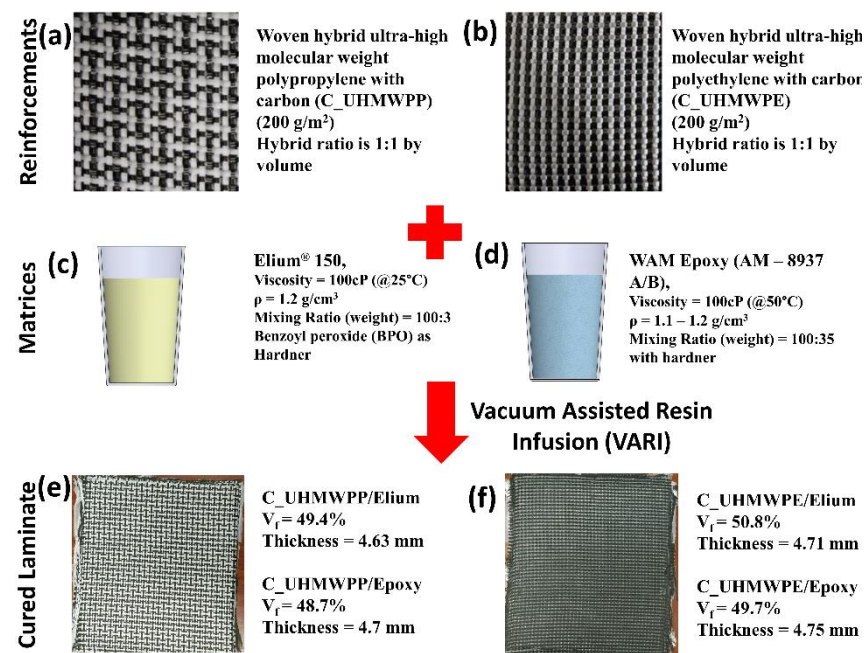 Reinforcements
(a)
Woven hybrid ultra-high
molecular weight
polypropylene with
carbon (C_UHMWPP)
(200 g/m²)
Hybrid ratio is 1:1 by
volume
(b)
Woven hybrid ultra-high
molecular weight
polyethylene with carbon
(C_UHMWPE)
(200 g/m²)
Hybrid ratio is 1:1 by
volume
Matrices
(c)
Elium® 150,
Viscosity = 100cP (@25°C)
ρ = 1.2 g/cm³
Mixing Ratio (weight) = 100:3
Benzoyl peroxide (BPO) as
Hardner
(d)
WAM Epoxy (AM – 8937
A/B),
Viscosity = 100cP (@50°C)
ρ = 1.1 – 1.2 g/cm³
Mixing Ratio (weight) = 100:35
with hardner
Vacuum Assisted Resin
Infusion (VARI)
Cured Laminate
(e)
C_UHMWPP/Elium
V_f = 49.4%
Thickness = 4.63 mm
C_UHMWPP/Epoxy
V_f = 48.7%
Thickness = 4.7 mm
(f)
C_UHMWPE/Elium
V_f = 50.8%
Thickness = 4.71 mm
C_UHMWPE/Epoxy
V_f = 49.7%
Thickness = 4.75 mm